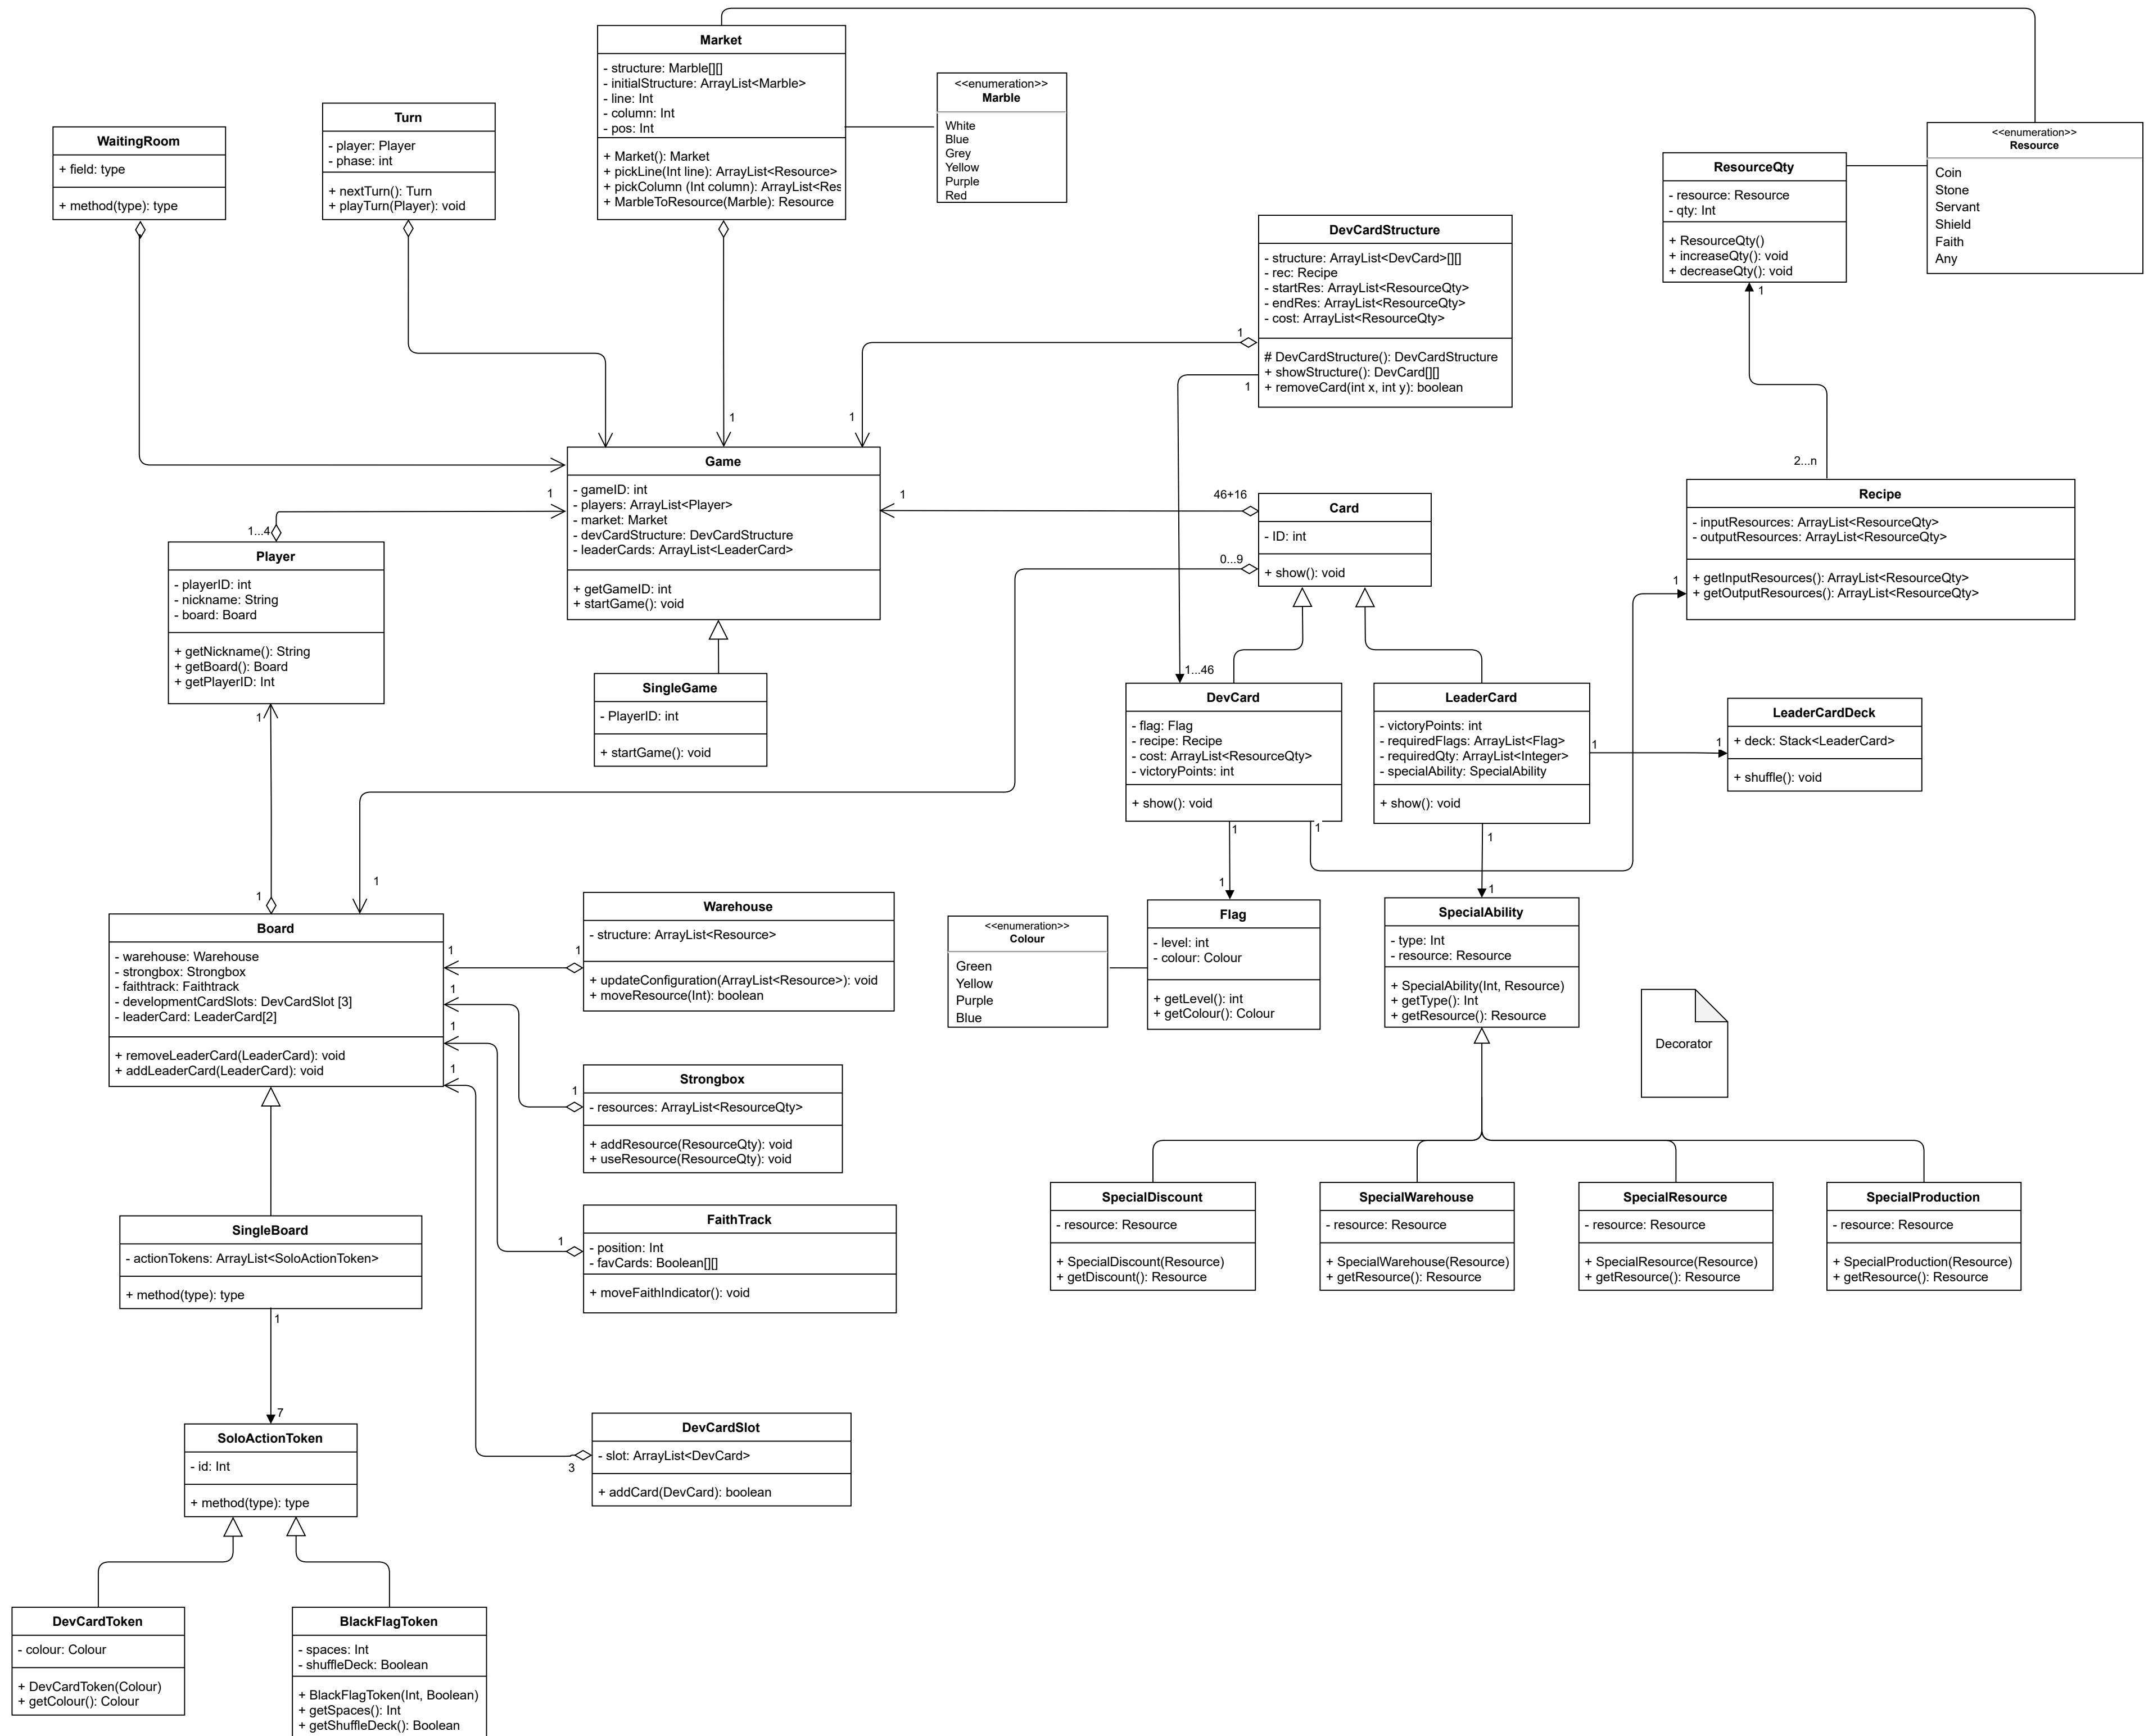 Market
- structure: Marble[][]
- initialStructure: ArrayList<Marble>
- line: Int
- column: Int
- pos: Int
+ Market(): Market
+ pickLine(Int line): ArrayList<Resource>
+ pickColumn (Int column): ArrayList<Res
+ MarbleToResource(Marble): Resource
<<enumeration>>
Marble
White
Blue
Grey
Yellow
Purple
Red
Turn
- player: Player
- phase: int
+ nextTurn(): Turn
+ playTurn(Player): void
WaitingRoom
+ field: type
+ method(type): type
<<enumeration>>
Resource
Coin
Stone
Servant
Shield
Faith
Any
ResourceQty
- resource: Resource
- qty: Int
+ ResourceQty()
+ increaseQty(): void
+ decreaseQty(): void
1
DevCardStructure
- structure: ArrayList<DevCard>[][]
- rec: Recipe
- startRes: ArrayList<ResourceQty>
- endRes: ArrayList<ResourceQty>
- cost: ArrayList<ResourceQty>
# DevCardStructure(): DevCardStructure
+ showStructure(): DevCard[][]
+ removeCard(int x, int y): boolean
1
1
1
1
2...n
Game
- gameID: int
- players: ArrayList<Player>
- market: Market
- devCardStructure: DevCardStructure
- leaderCards: ArrayList<LeaderCard>
+ getGameID: int
+ startGame(): void
1
1
46+16
Card
- ID: int
+ show(): void
0...9
Recipe
- inputResources: ArrayList<ResourceQty>
- outputResources: ArrayList<ResourceQty>
+ getInputResources(): ArrayList<ResourceQty>
+ getOutputResources(): ArrayList<ResourceQty>
1
1...4
Player
- playerID: int
- nickname: String
- board: Board
+ getNickname(): String
+ getBoard(): Board
+ getPlayerID: Int
1
SingleGame
- PlayerID: int
+ startGame(): void
1...46
DevCard
- flag: Flag
- recipe: Recipe
- cost: ArrayList<ResourceQty>
- victoryPoints: int
+ show(): void
1
1
LeaderCard
- victoryPoints: int
- requiredFlags: ArrayList<Flag>
- requiredQty: ArrayList<Integer>
- specialAbility: SpecialAbility
+ show(): void
1
1
1
LeaderCardDeck
+ deck: Stack<LeaderCard>
+ shuffle(): void
1
1
1
1
Board
- warehouse: Warehouse
- strongbox: Strongbox
- faithtrack: Faithtrack
- developmentCardSlots: DevCardSlot [3]
- leaderCard: LeaderCard[2]
+ removeLeaderCard(LeaderCard): void
+ addLeaderCard(LeaderCard): void
1
1
1
1
Warehouse
- structure: ArrayList<Resource>
+ updateConfiguration(ArrayList<Resource>): void
+ moveResource(Int): boolean
1
<<enumeration>>
Colour
Green
Yellow
Purple
Blue
Flag
- level: int
- colour: Colour
+ getLevel(): int
+ getColour(): Colour
SpecialAbility
- type: Int
- resource: Resource
+ SpecialAbility(Int, Resource)
+ getType(): Int
+ getResource(): Resource
Decorator
Strongbox
- resources: ArrayList<ResourceQty>
+ addResource(ResourceQty): void
+ useResource(ResourceQty): void
1
FaithTrack
- position: Int
- favCards: Boolean[][]
+ moveFaithIndicator(): void
1
SpecialDiscount
- resource: Resource
+ SpecialDiscount(Resource)
+ getDiscount(): Resource
SpecialWarehouse
- resource: Resource
+ SpecialWarehouse(Resource)
+ getResource(): Resource
SpecialResource
- resource: Resource
+ SpecialResource(Resource)
+ getResource(): Resource
SpecialProduction
- resource: Resource
+ SpecialProduction(Resource)
+ getResource(): Resource
SingleBoard
- actionTokens: ArrayList<SoloActionToken>
+ method(type): type
1
7
DevCardSlot
- slot: ArrayList<DevCard>
+ addCard(DevCard): boolean
3
SoloActionToken
- id: Int
+ method(type): type
DevCardToken
- colour: Colour
+ DevCardToken(Colour)
+ getColour(): Colour
BlackFlagToken
- spaces: Int
- shuffleDeck: Boolean
+ BlackFlagToken(Int, Boolean)
+ getSpaces(): Int
+ getShuffleDeck(): Boolean